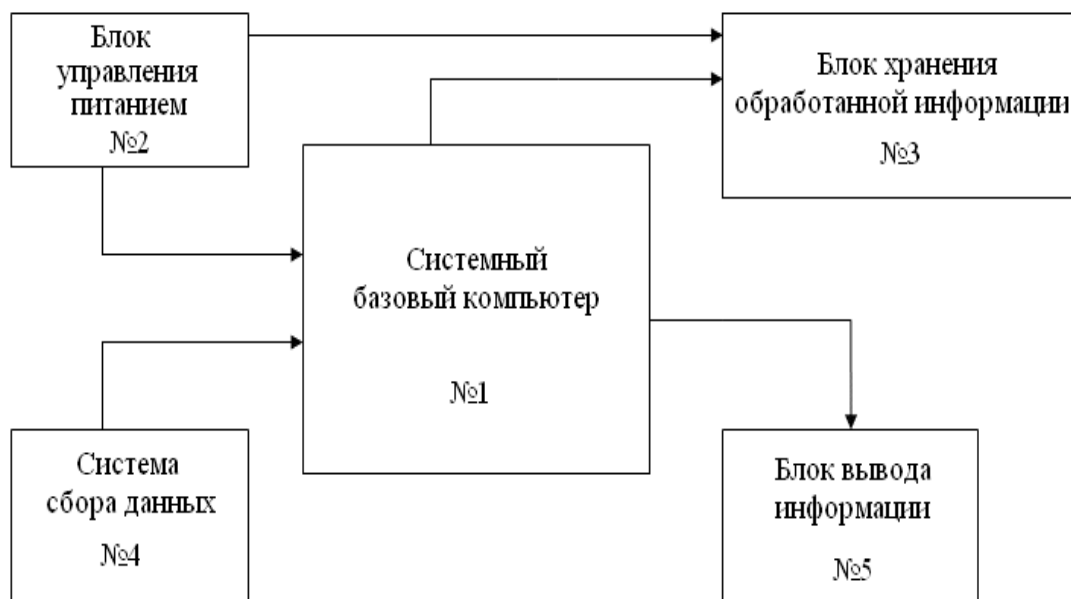 Блок
управления
питанием
№2
Блок хранения
обработанной информации
№3
Системный
базовый компьютер
№1
Система
сбора данных
№4
Блок вывода
информации
№5